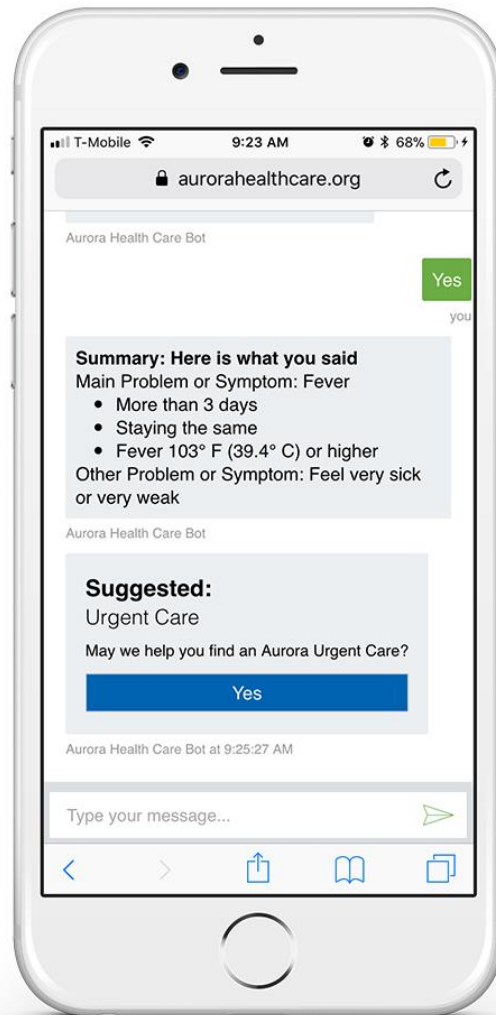 T-Mobile 9:23 AM 68%
aurorahealthcare.org
Aurora Health Care Bot
Yes
you
Summary: Here is what you said
Main Problem or Symptom: Fever
• More than 3 days
• Staying the same
• Fever 103° F (39.4° C) or higher
Other Problem or Symptom: Feel very sick
or very weak
Aurora Health Care Bot
Suggested:
Urgent Care
May we help you find an Aurora Urgent Care?
Yes
Aurora Health Care Bot at 9:25:27 AM
Type your message...